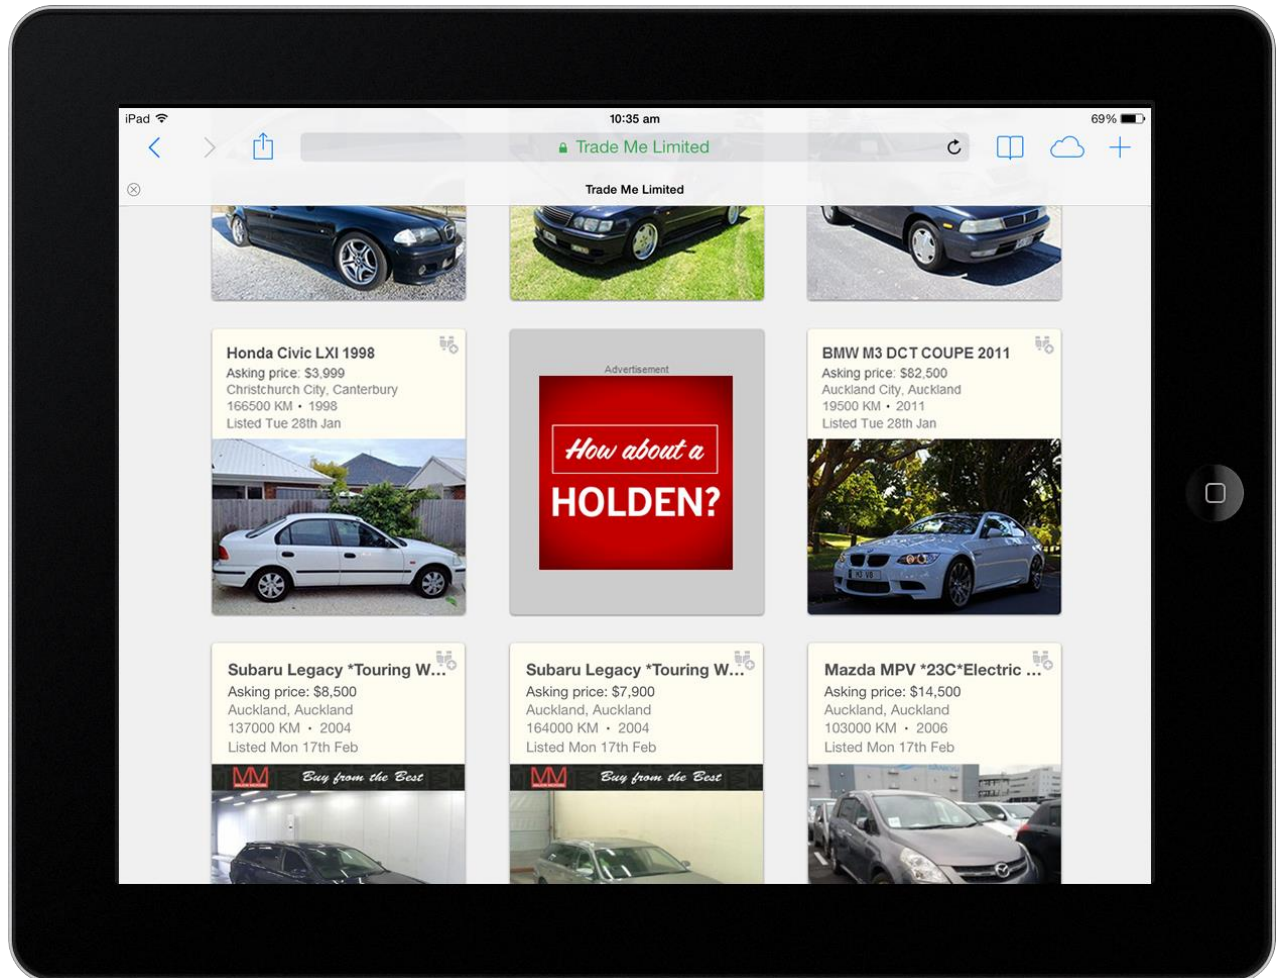 iPad
10:35 am
69%
Trade Me Limited
Trade Me Limited
Honda Civic LXI 1998
Asking price: $3,999
Christchurch City, Canterbury
166500 KM • 1998
Listed Tue 28th Jan
Advertisement
How about a
HOLDEN?
BMW M3 DCT COUPE 2011
Asking price: $82,500
Auckland City, Auckland
19500 KM • 2011
Listed Tue 28th Jan
Subaru Legacy *Touring W...
Asking price: $8,500
Auckland, Auckland
137000 KM • 2004
Listed Mon 17th Feb
MM
Buy from the Best
Subaru Legacy *Touring W...
Asking price: $7,900
Auckland, Auckland
164000 KM • 2004
Listed Mon 17th Feb
MM
Buy from the Best
Mazda MPV *23C*Electric ...
Asking price: $14,500
Auckland, Auckland
103000 KM • 2006
Listed Mon 17th Feb